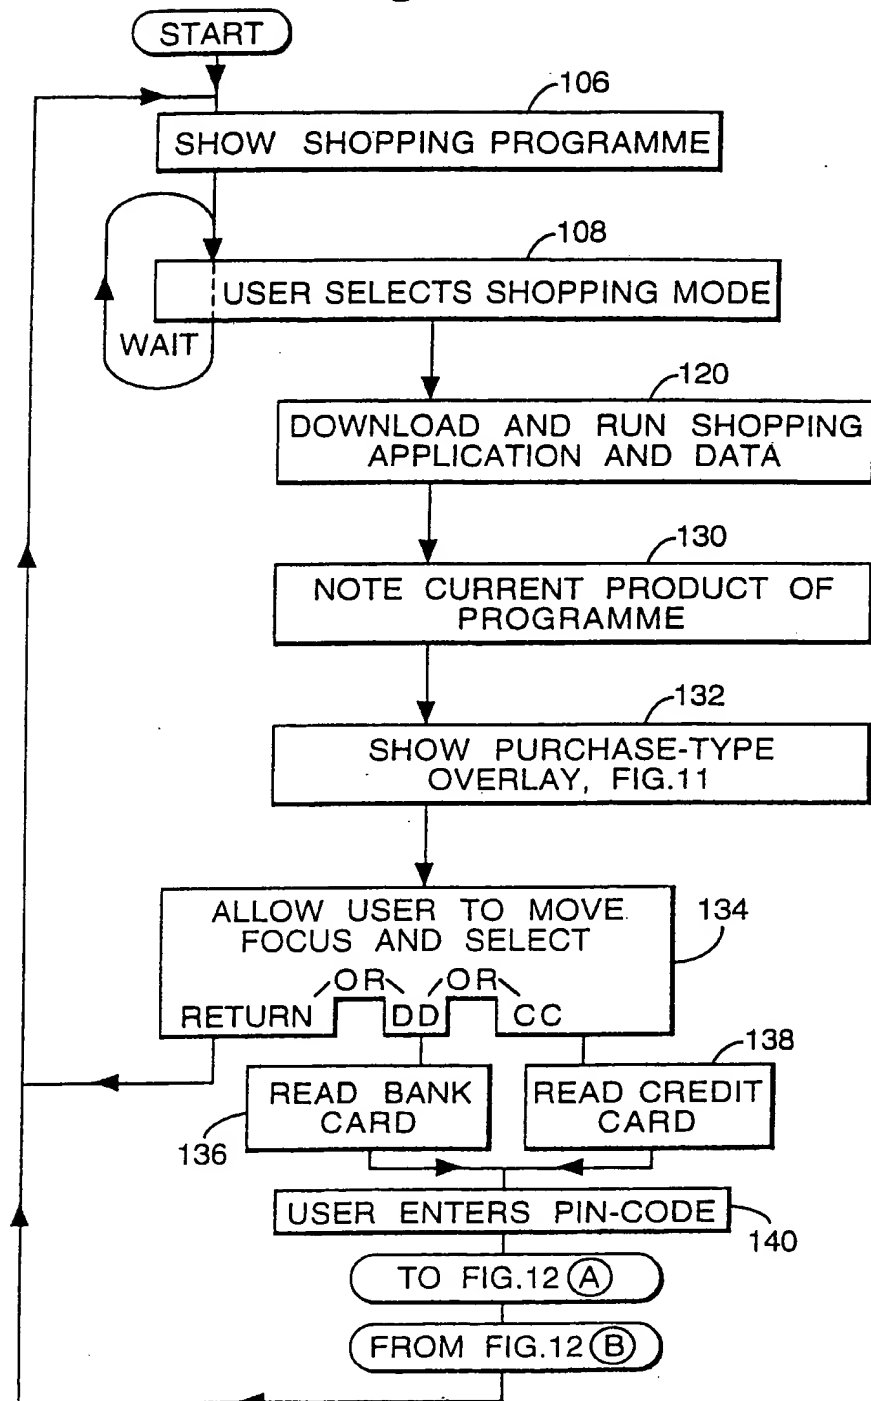 START
106
SHOW SHOPPING PROGRAMME
108
USER SELECTS SHOPPING MODE
WAIT
120
DOWNLOAD AND RUN SHOPPING
APPLICATION AND DATA
130
NOTE CURRENT PRODUCT OF
PROGRAMME
132
SHOW PURCHASE-TYPE
OVERLAY, FIG.11
ALLOW USER TO MOVE
FOCUS AND SELECT
134
OR OR
RETURN DD CC
138
READ BANK
CARD
READ CREDIT
CARD
136
USER ENTERS PIN-CODE
140
TO FIG.12 A
FROM FIG.12 B